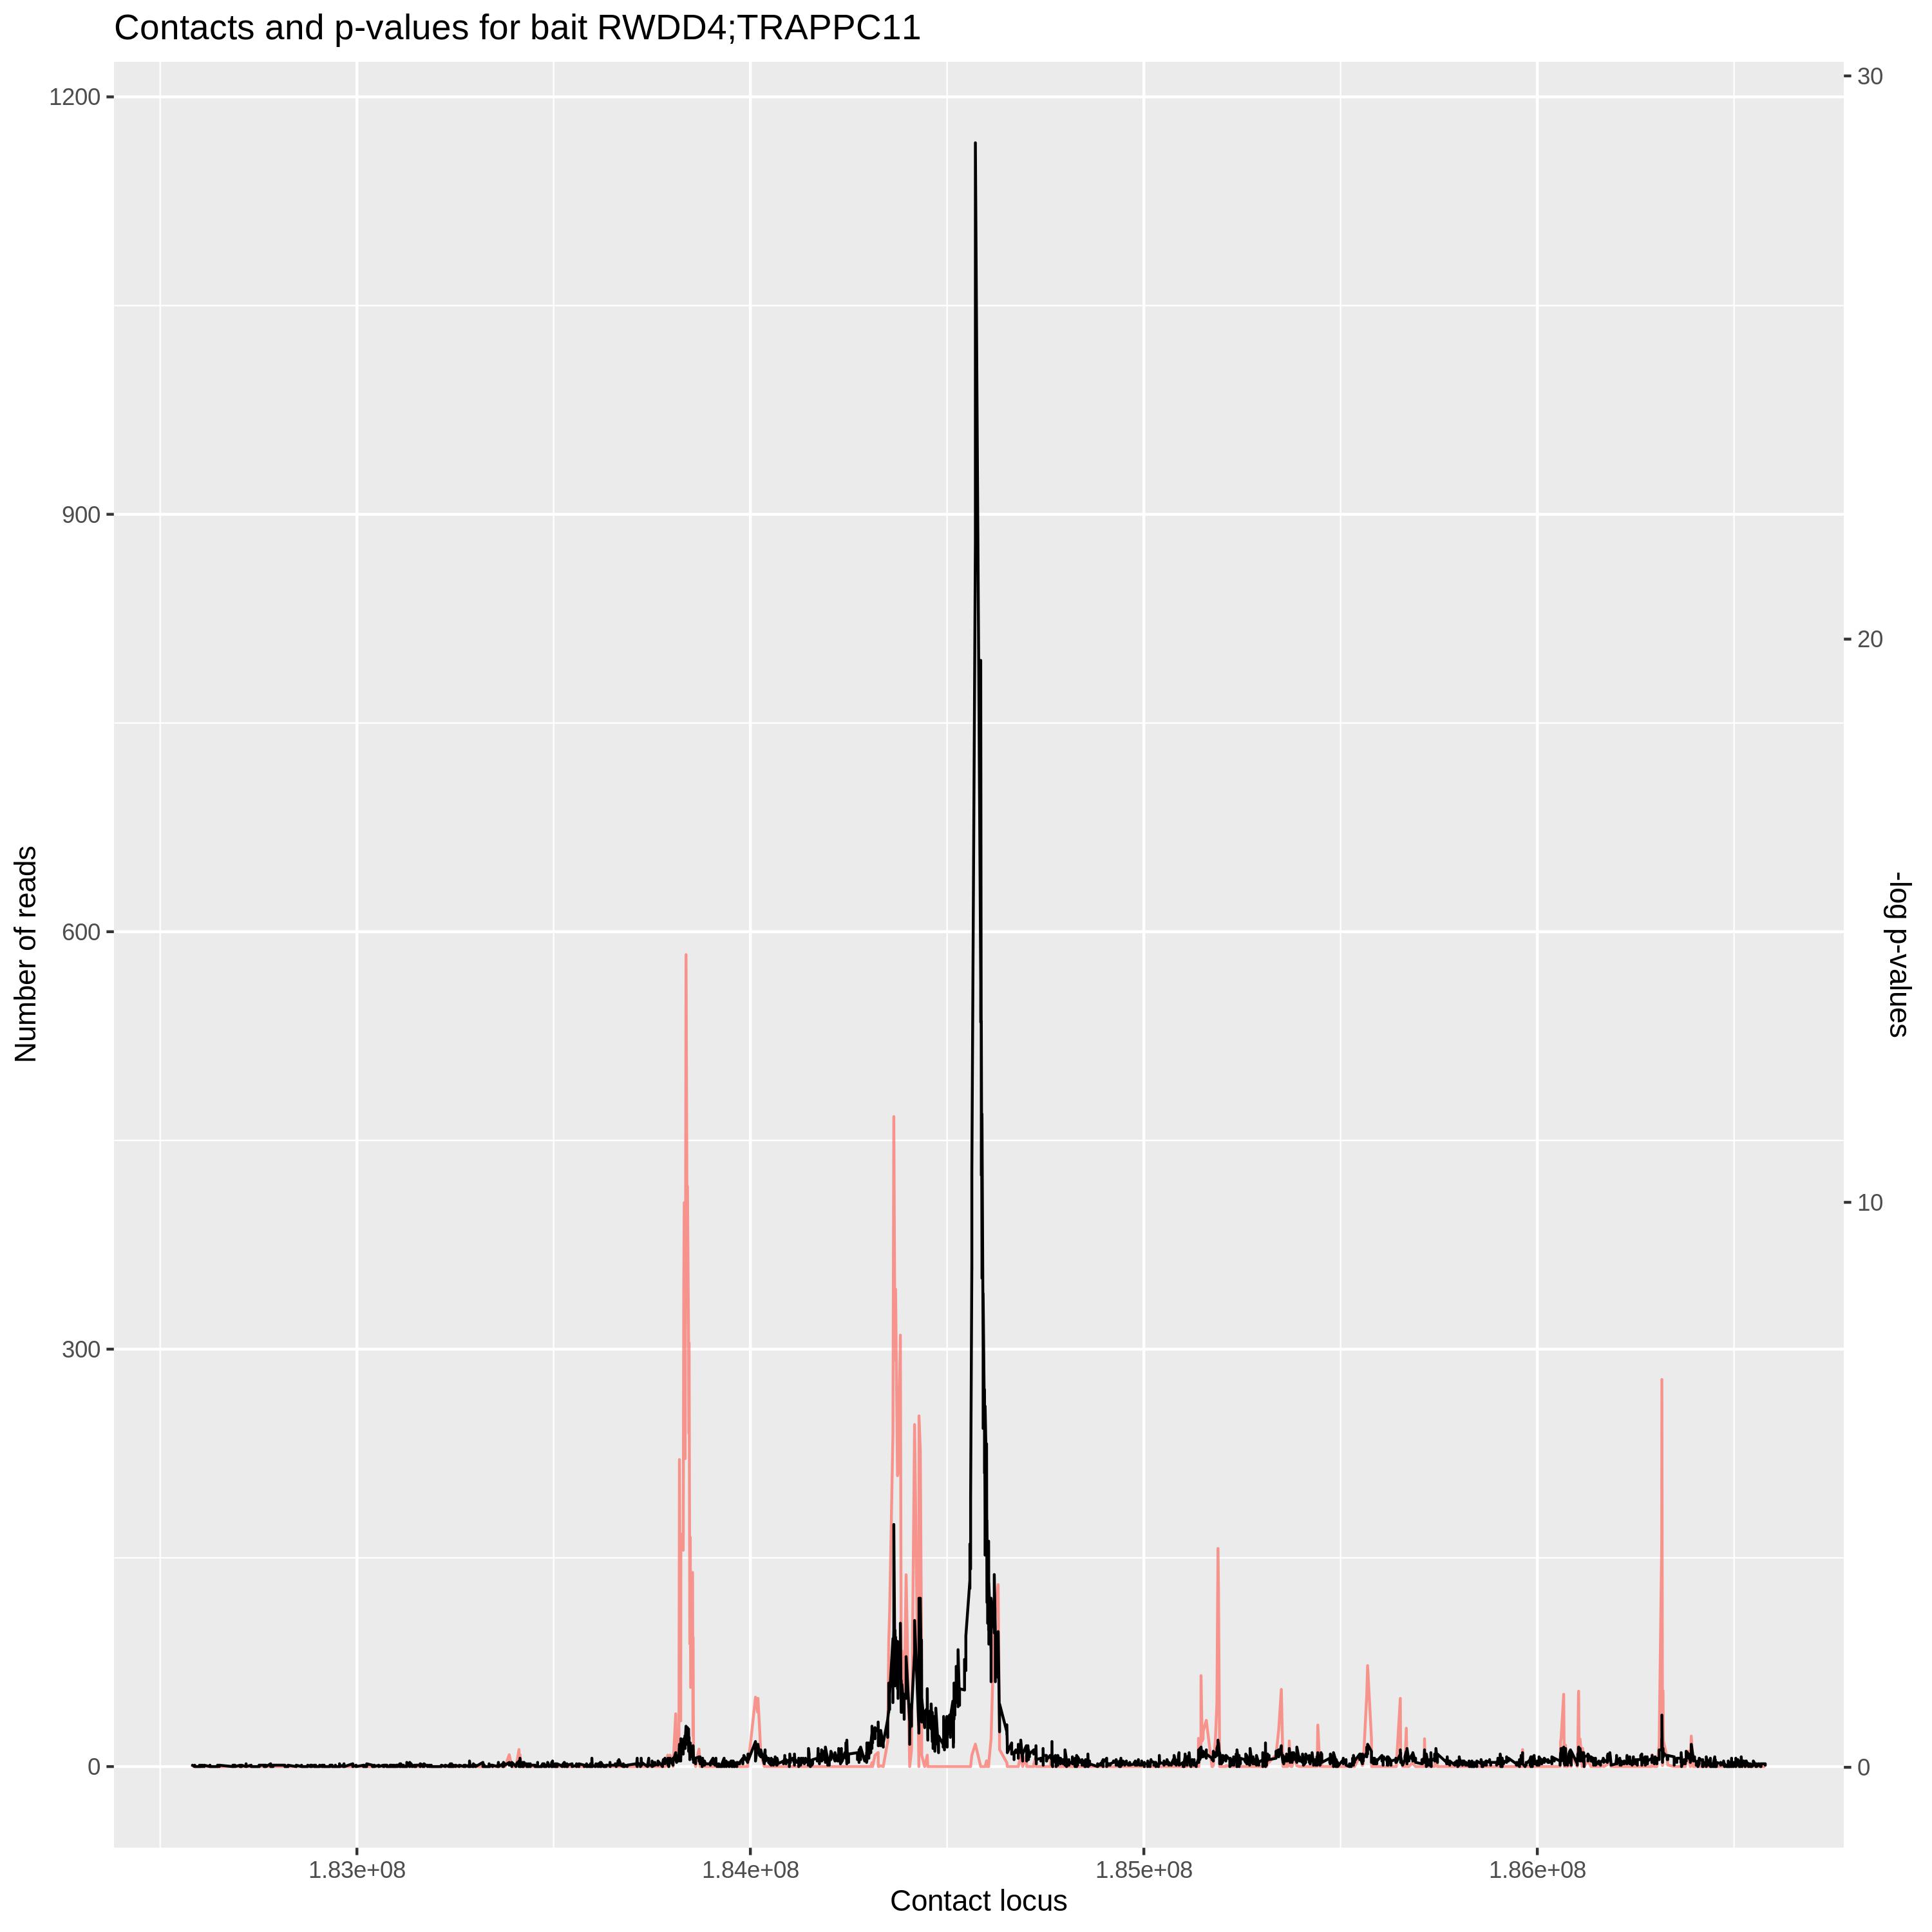 Contacts and p-values for bait RWDD4;TRAPPC11
1200
900
600
300
0
Number of reads
30
20
10
0
-log p-values
1.83e+08
1.84e+08
1.85e+08
1.86e+08
Contact locus